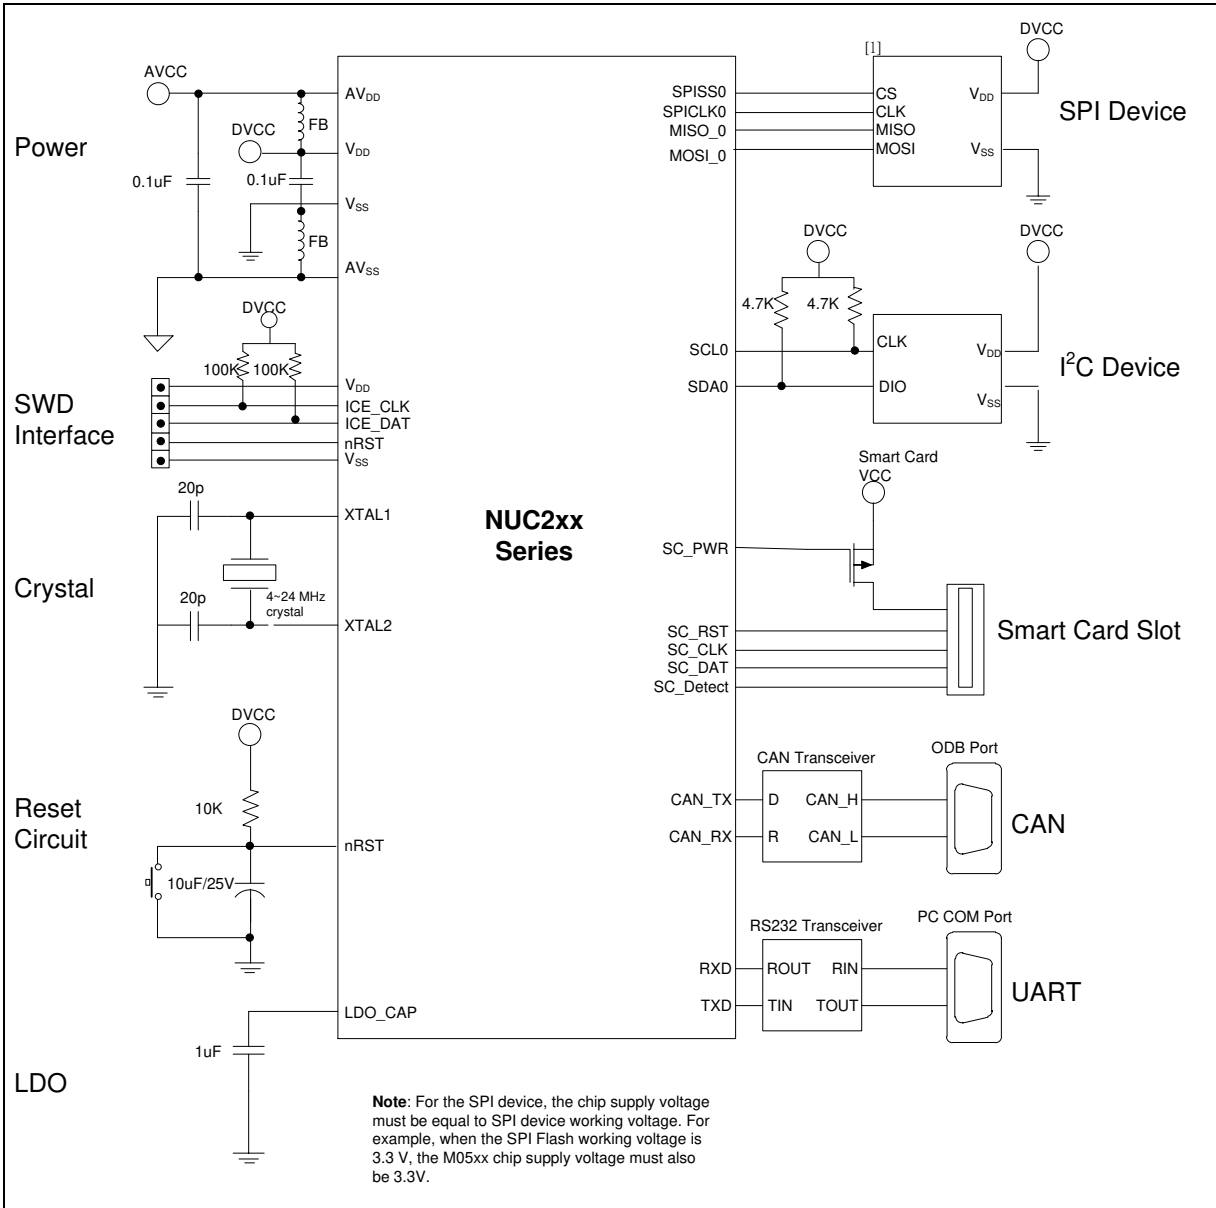 Power
AVCC
AVDD
FB
DVCC
VDD
0.1uF
0.1uF
VSS
FB
AVSS
SWD
Interface
DVCC
100K
100K
VDD
ICE_CLK
ICE_DAT
nRST
VSS
Crystal
20p
XTAL1
4~24 MHz
crystal
20p
XTAL2
Reset
Circuit
DVCC
10K
nRST
10uF/25V
LDO
LDO_CAP
1uF
NUC2xx
Series
[1]
DVCC
SPISS0
CS
VDD
SPICLK0
CLK
MISO_0
MISO
MOSI_0
MOSI
VSS
SPI Device
DVCC
DVCC
4.7K
4.7K
SCL0
CLK
VDD
SDA0
DIO
VSS
I²C Device
Smart Card
VCC
SC_PWR
SC_RST
SC_CLK
SC_DAT
SC_Detect
Smart Card Slot
CAN Transceiver
ODB Port
CAN_TX
D
CAN_H
CAN_RX
R
CAN_L
CAN
RS232 Transceiver
PC COM Port
RXD
ROUT
RIN
TXD
TIN
TOUT
UART
Note: For the SPI device, the chip supply voltage
must be equal to SPI device working voltage. For
example, when the SPI Flash working voltage is
3.3 V, the M05xx chip supply voltage must also
be 3.3V.